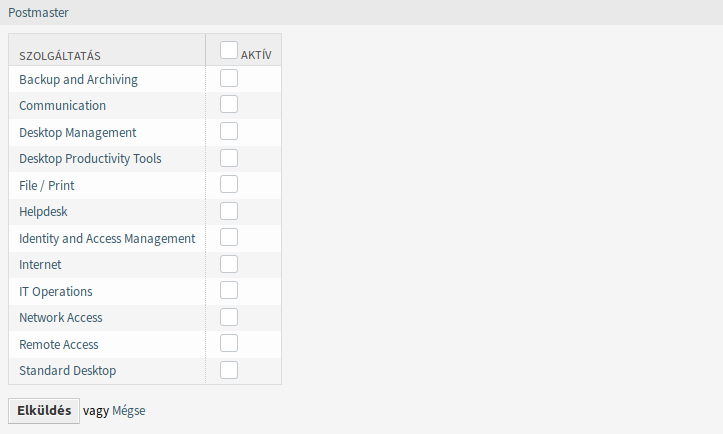 Postmaster
SZOLGÁLTATÁS AKTÍV
Backup and Archiving
Communication
Desktop Management
Desktop Productivity Tools
File / Print
Helpdesk
Identity and Access Management
Internet
IT Operations
Network Access
Remote Access
Standard Desktop
Elküldés vagy Mégse